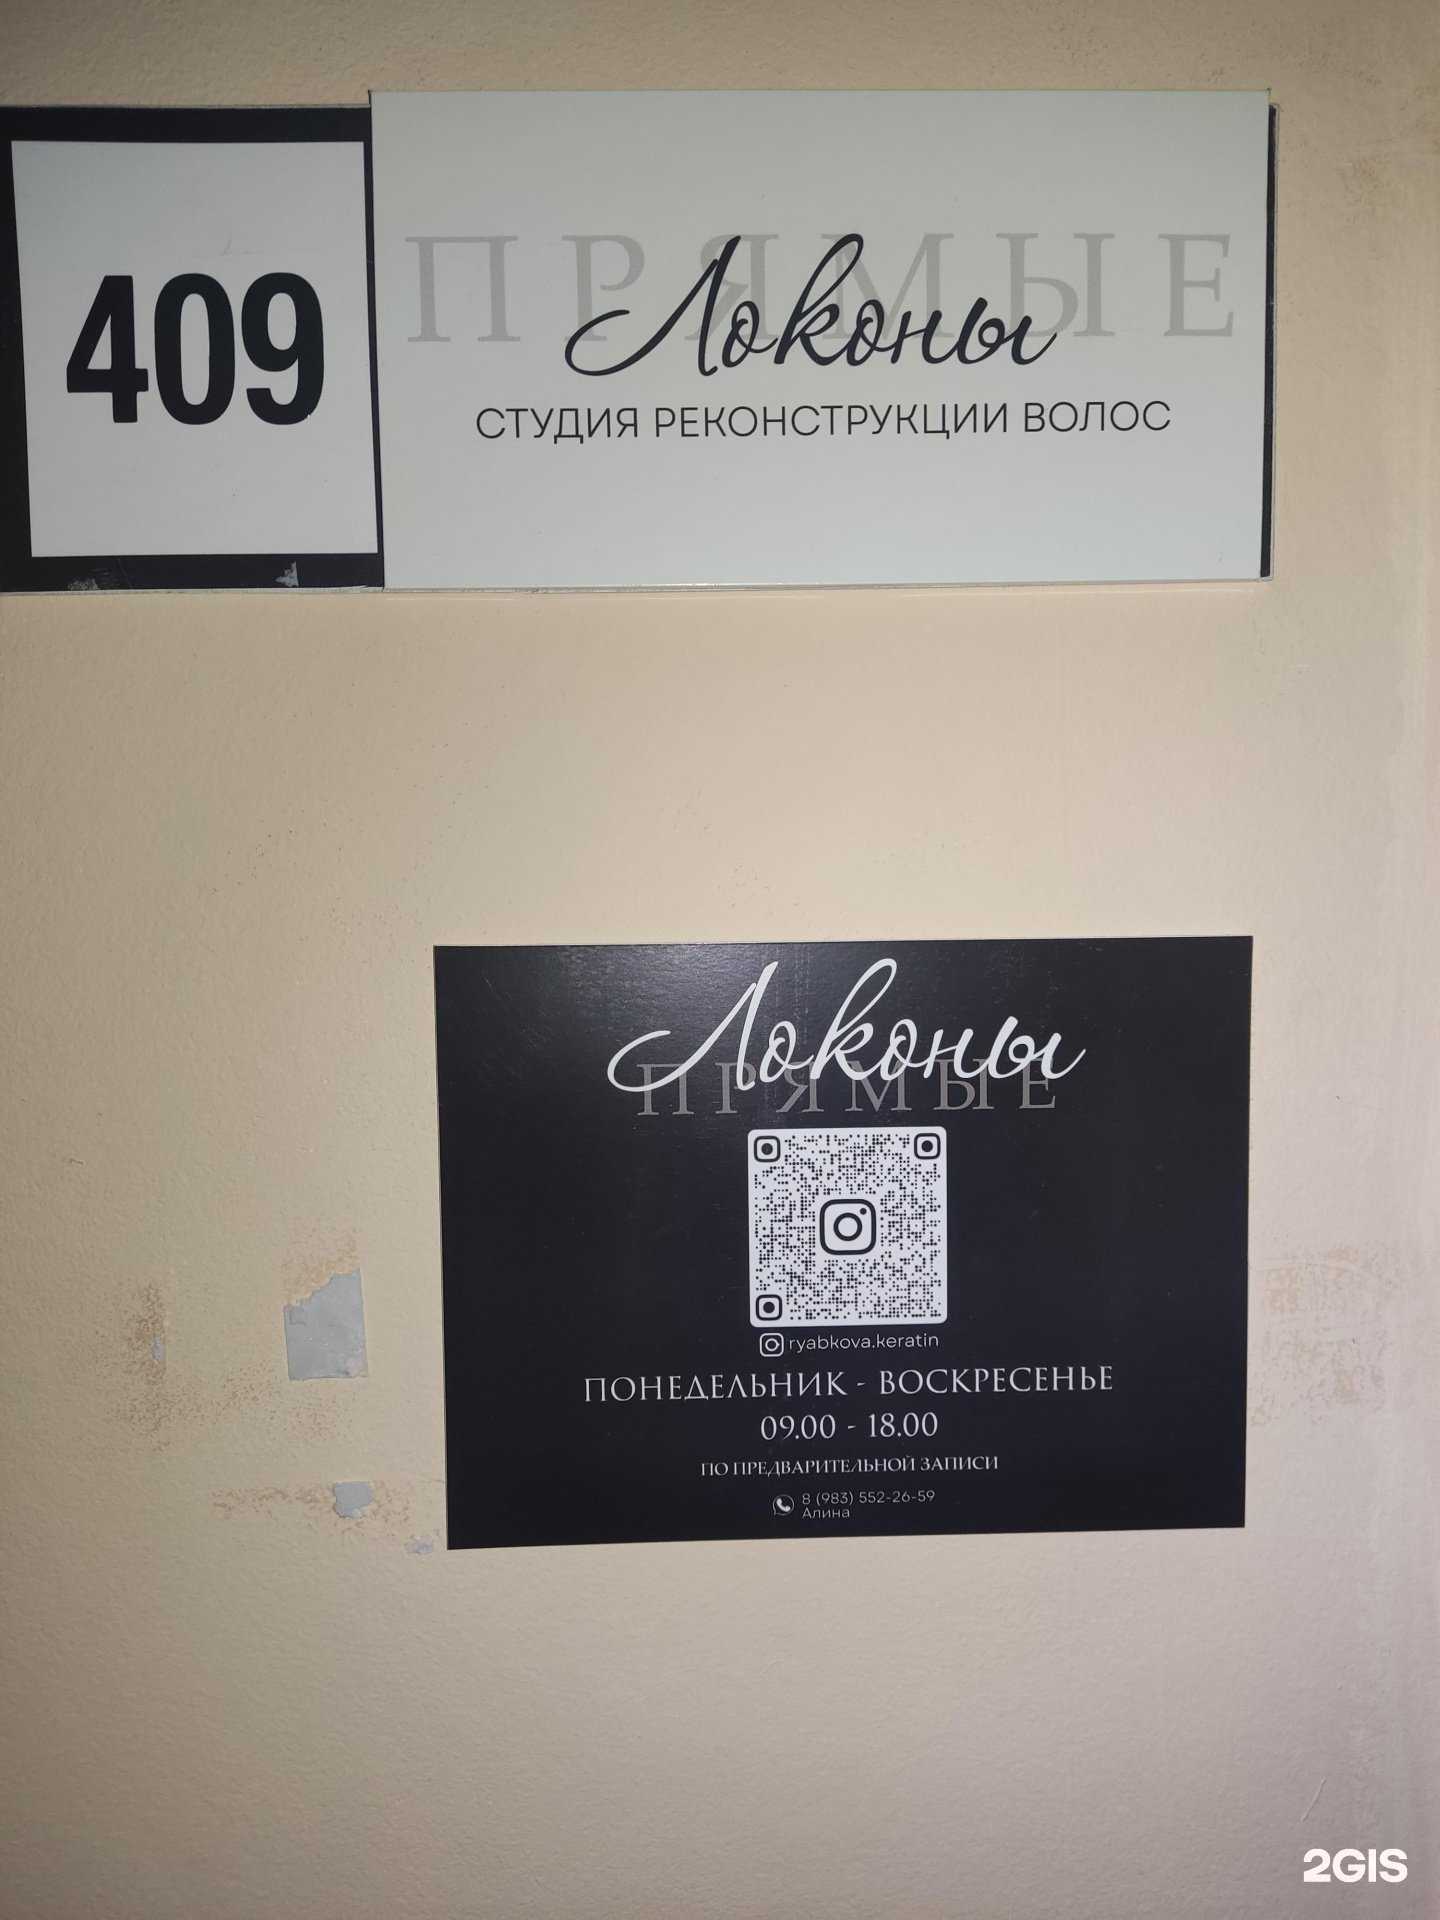 409
ПРЯМЫЕ
Локоны
СТУДИЯ РЕКОНСТРУКЦИИ ВОЛОС
Локоны
ПРЯМЫЕ
ryabkova.keratin
ПОНЕДЕЛЬНИК - ВОСКРЕСЕНЬЕ
09.00 - 18.00
ПО ПРЕДВАРИТЕЛЬНОЙ ЗАПИСИ
8 (983) 552-26-59
Алина
2GIS